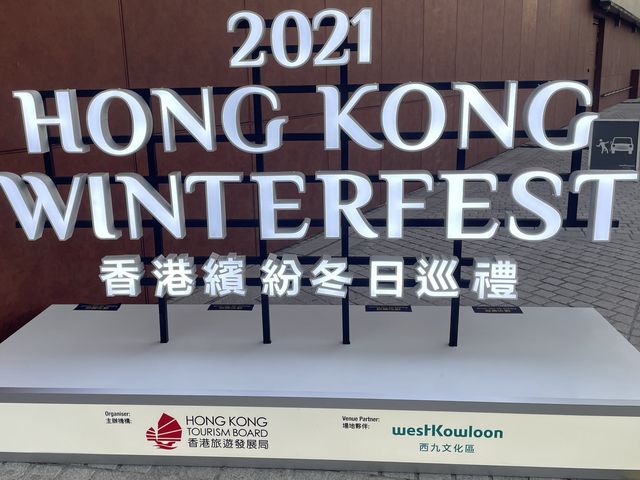 2021
HONG KONG
WINTERFEST
香港繽紛冬日巡禮
Organiser:
主辦機構:
HONG KONG
TOURISM BOARD
香港旅遊發展局
Venue Partner:
場地夥伴:
westKowloon
西九文化區